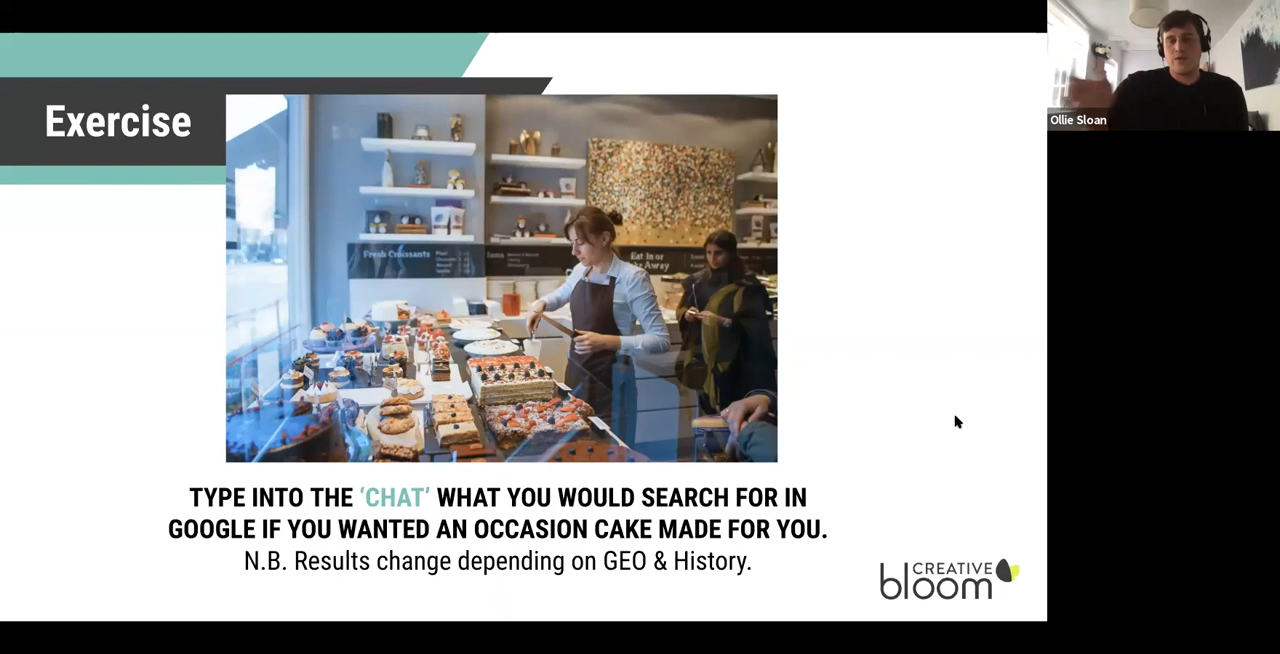 Exercise
Fresh Croissants
Jams
Eat In or
Away
TYPE INTO THE ‘CHAT’ WHAT YOU WOULD SEARCH FOR IN
GOOGLE IF YOU WANTED AN OCCASION CAKE MADE FOR YOU.
N.B. Results change depending on GEO & History.
CREATIVE
bloom
Ollie Sloan